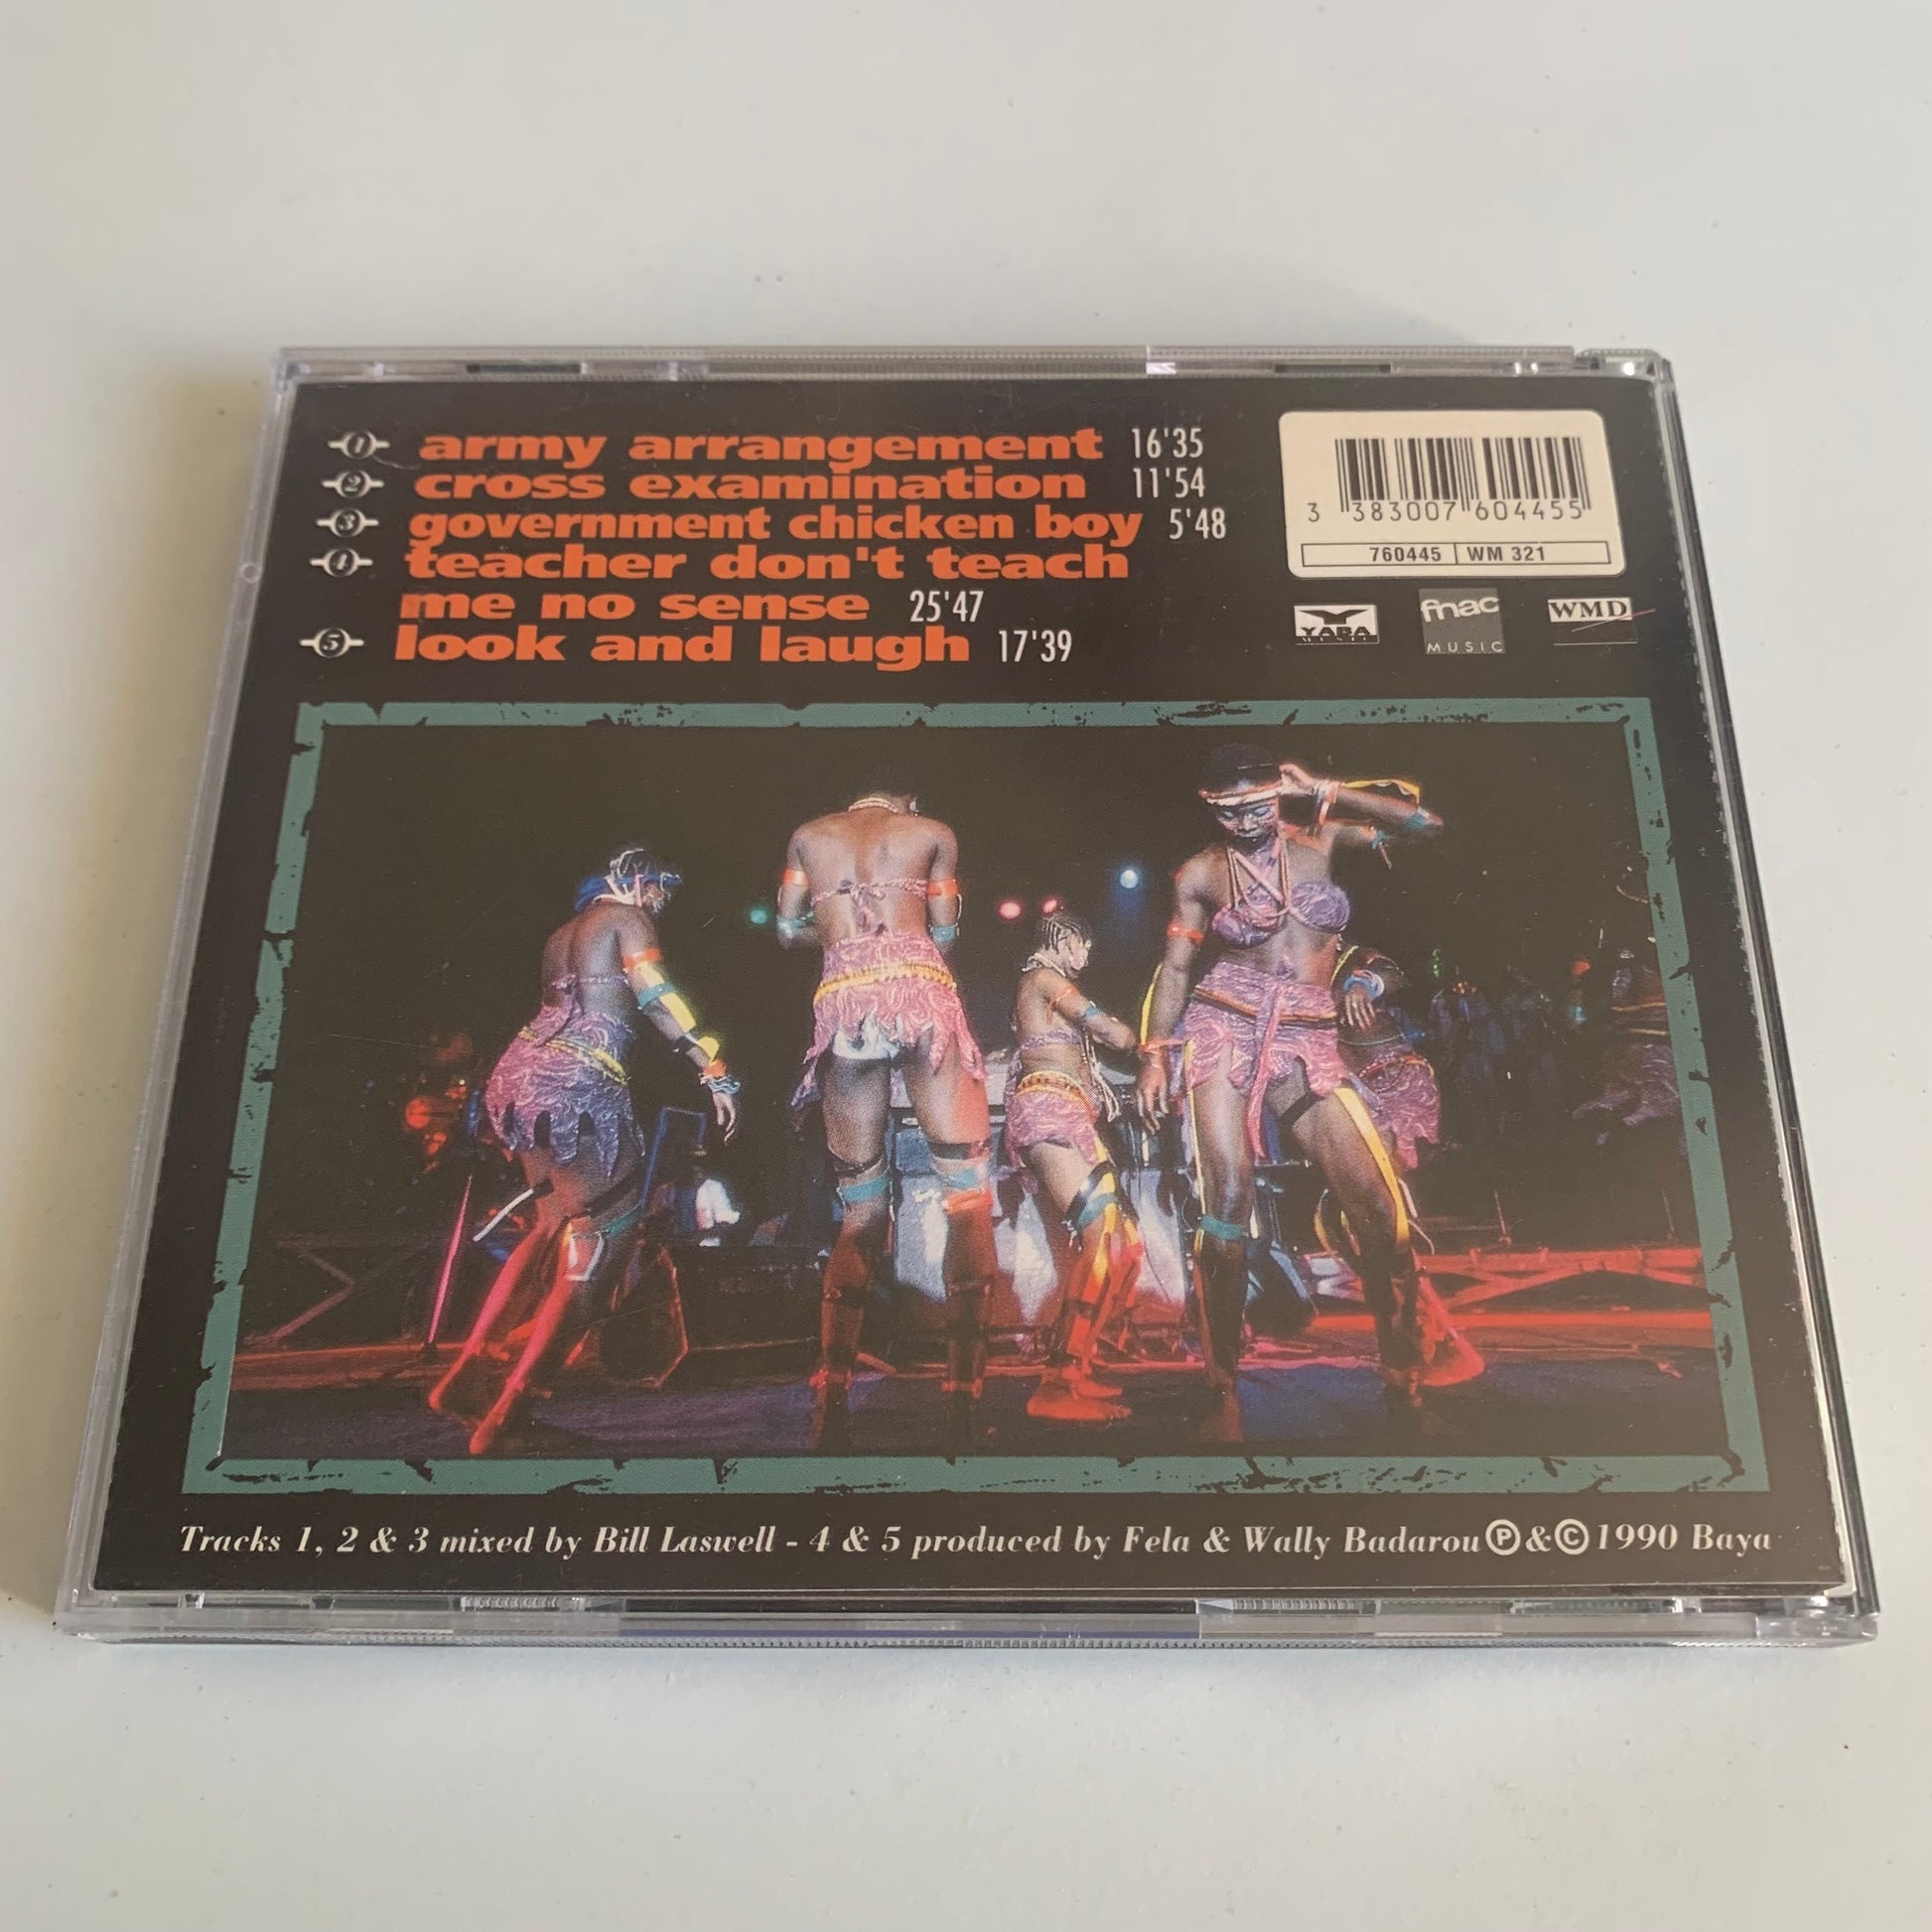 1 army arrangement 16'35
2 cross examination 11'54
3 government chicken boy 5'48
4 teacher don't teach
me no sense 25'47
5 look and laugh 17'39
3 383007 604455
760445 WM 321
YABA
MUSIC
fnac
MUSIC
WMD
Tracks 1, 2 & 3 mixed by Bill Laswell - 4 & 5 produced by Fela & Wally Badarou Ⓟ&©1990 Baya